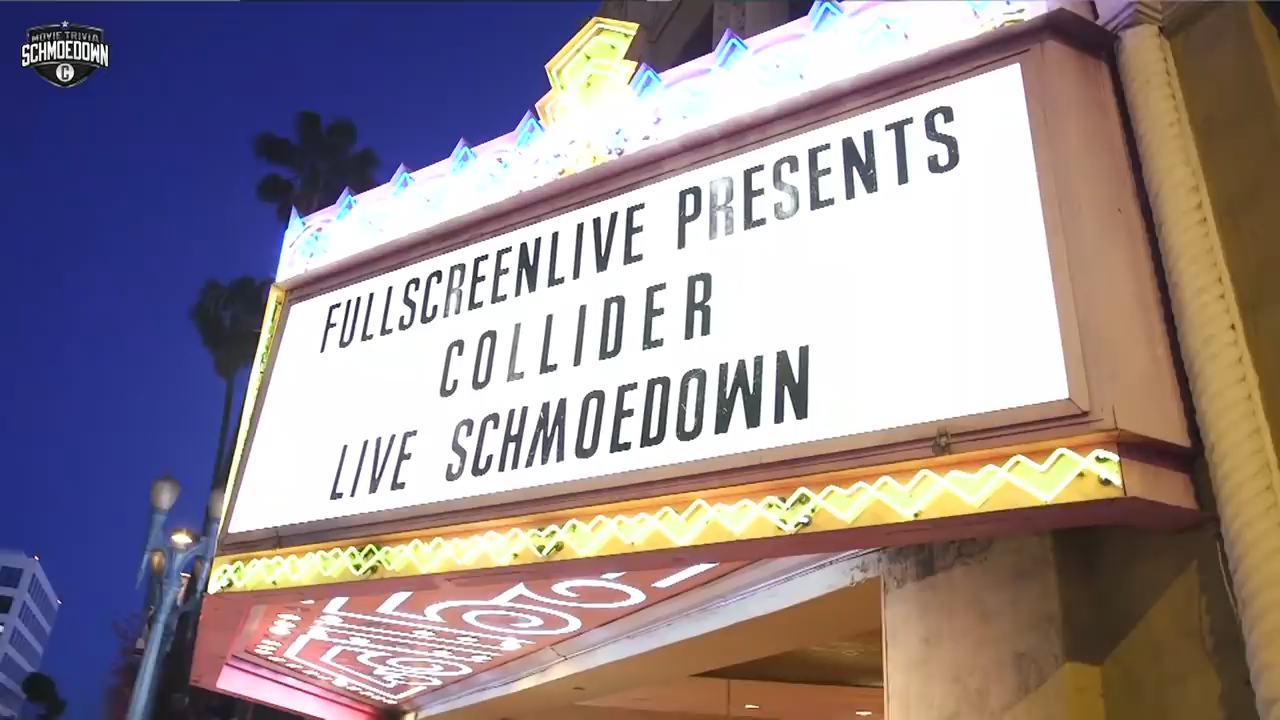 MOVIE TRIVIA
SCHMOEDOWN
C
FULLSCREENLIVE PRESENTS
COLLIDER
LIVE SCHMOEDOWN